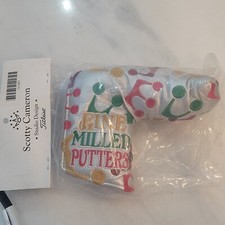 Scotty Cameron
Studio Design
Titleist
FINE
MILLED
PUTTERS